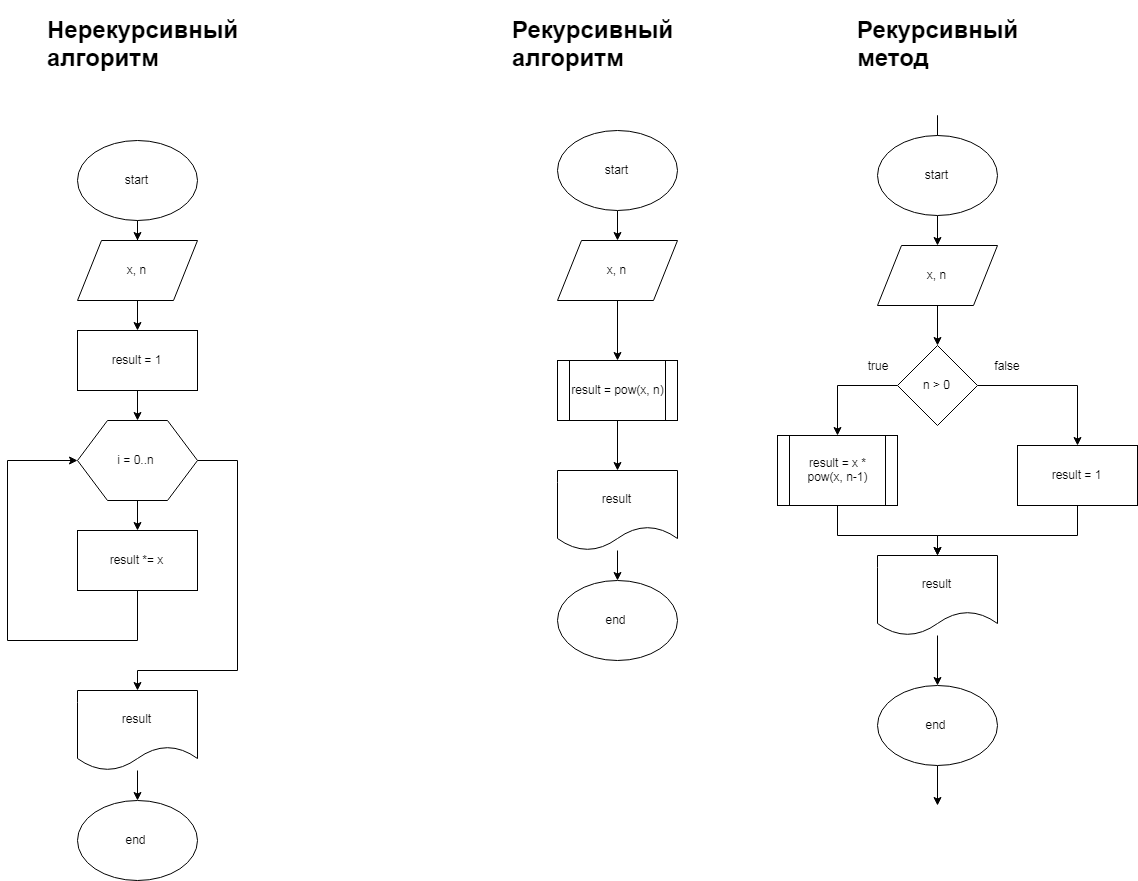 Нерекурсивный
алгоритм
start
x, n
result = 1
i = 0..n
result *= x
result
end
Рекурсивный
алгоритм
start
x, n
result = pow(x, n)
result
end
Рекурсивный
метод
start
x, n
true
n > 0
false
result = x *
pow(x, n-1)
result = 1
result
end